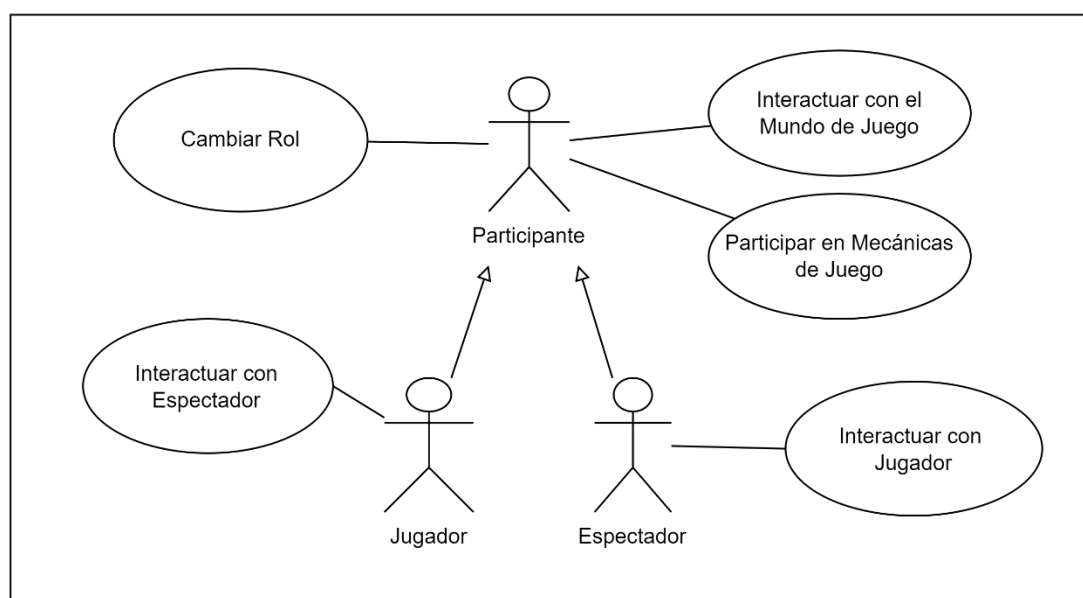 Interactuar con el
Mundo de Juego
Cambiar Rol
Participante
Participar en Mecánicas
de Juego
Interactuar con
Espectador
Interactuar con
Jugador
Jugador
Espectador